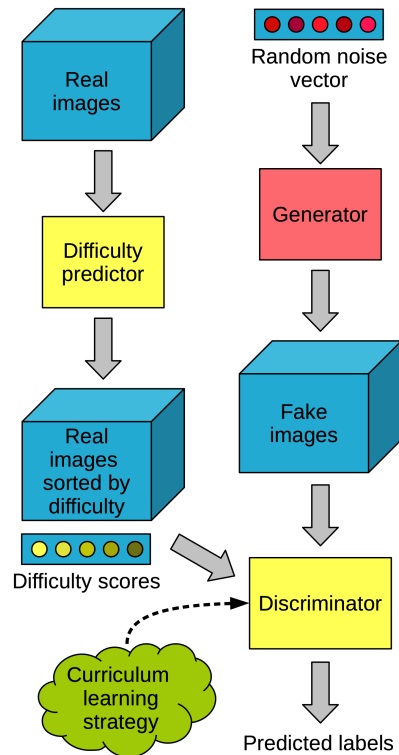 Real
images
Random noise
vector
Difficulty
predictor
Generator
Real
images
sorted by
difficulty
Fake
images
Difficulty scores
Discriminator
Curriculum
learning
strategy
Predicted labels